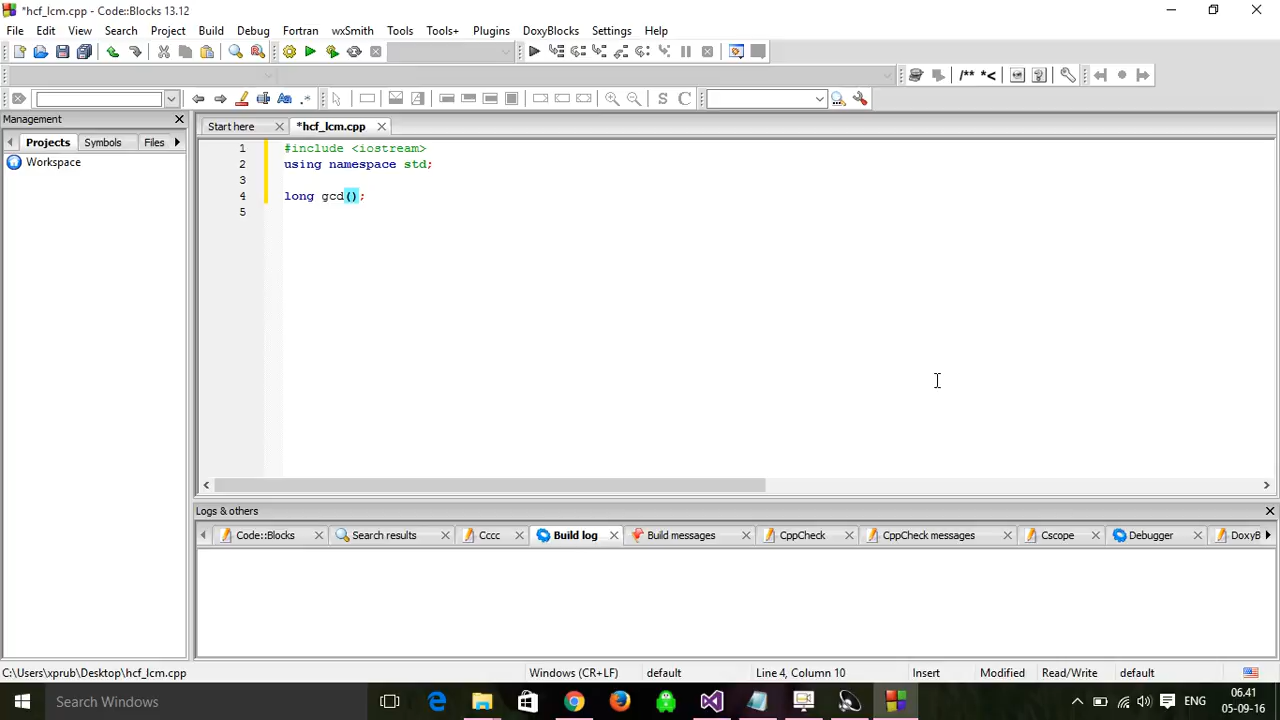 *hcf_lcm.cpp - Code::Blocks 13.12
File Edit View Search Project Build Debug Fortran wxSmith Tools Tools+ Plugins DoxyBlocks Settings Help
/** *<
Aa .*
S C
Management
Projects Symbols Files
Workspace
Start here *hcf_lcm.cpp
1 #include <iostream>
2 using namespace std;
3
4 long gcd();
5
Logs & others
Code::Blocks Search results Cccc Build log Build messages CppCheck CppCheck messages Cscope Debugger DoxyB
C:\Users\xprub\Desktop\hcf_lcm.cpp Windows (CR+LF) default Line 4, Column 10 Insert Modified Read/Write default
Search Windows
ENG
06.41
05-09-16